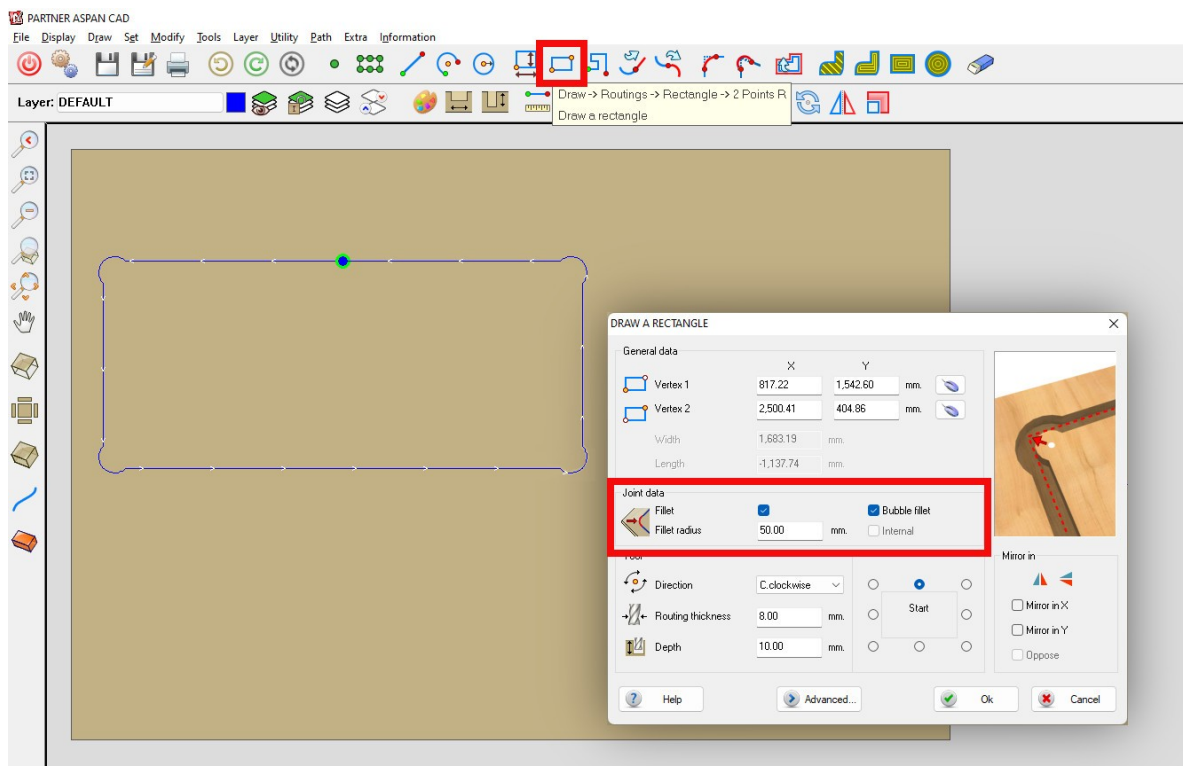 PARTNER ASPAN CAD
File Display Draw Set Modify Tools Layer Utility Path Extra Information
Layer: DEFAULT
Draw -> Routings -> Rectangle -> 2 Points R
Draw a rectangle
DRAW A RECTANGLE
General data
X Y
Vertex 1 817.22 1,542.60 mm.
Vertex 2 2,500.41 404.86 mm.
Width 1,683.19 mm.
Length -1,137.74 mm.
Joint data
Fillet Bubble fillet
Fillet radius 50.00 mm. Internal
Mirror in
Direction C.clockwise Start
Mirror in X
Routing thickness 8.00 mm.
Mirror in Y
Depth 10.00 mm.
Oppose
? Help Advanced... Ok Cancel